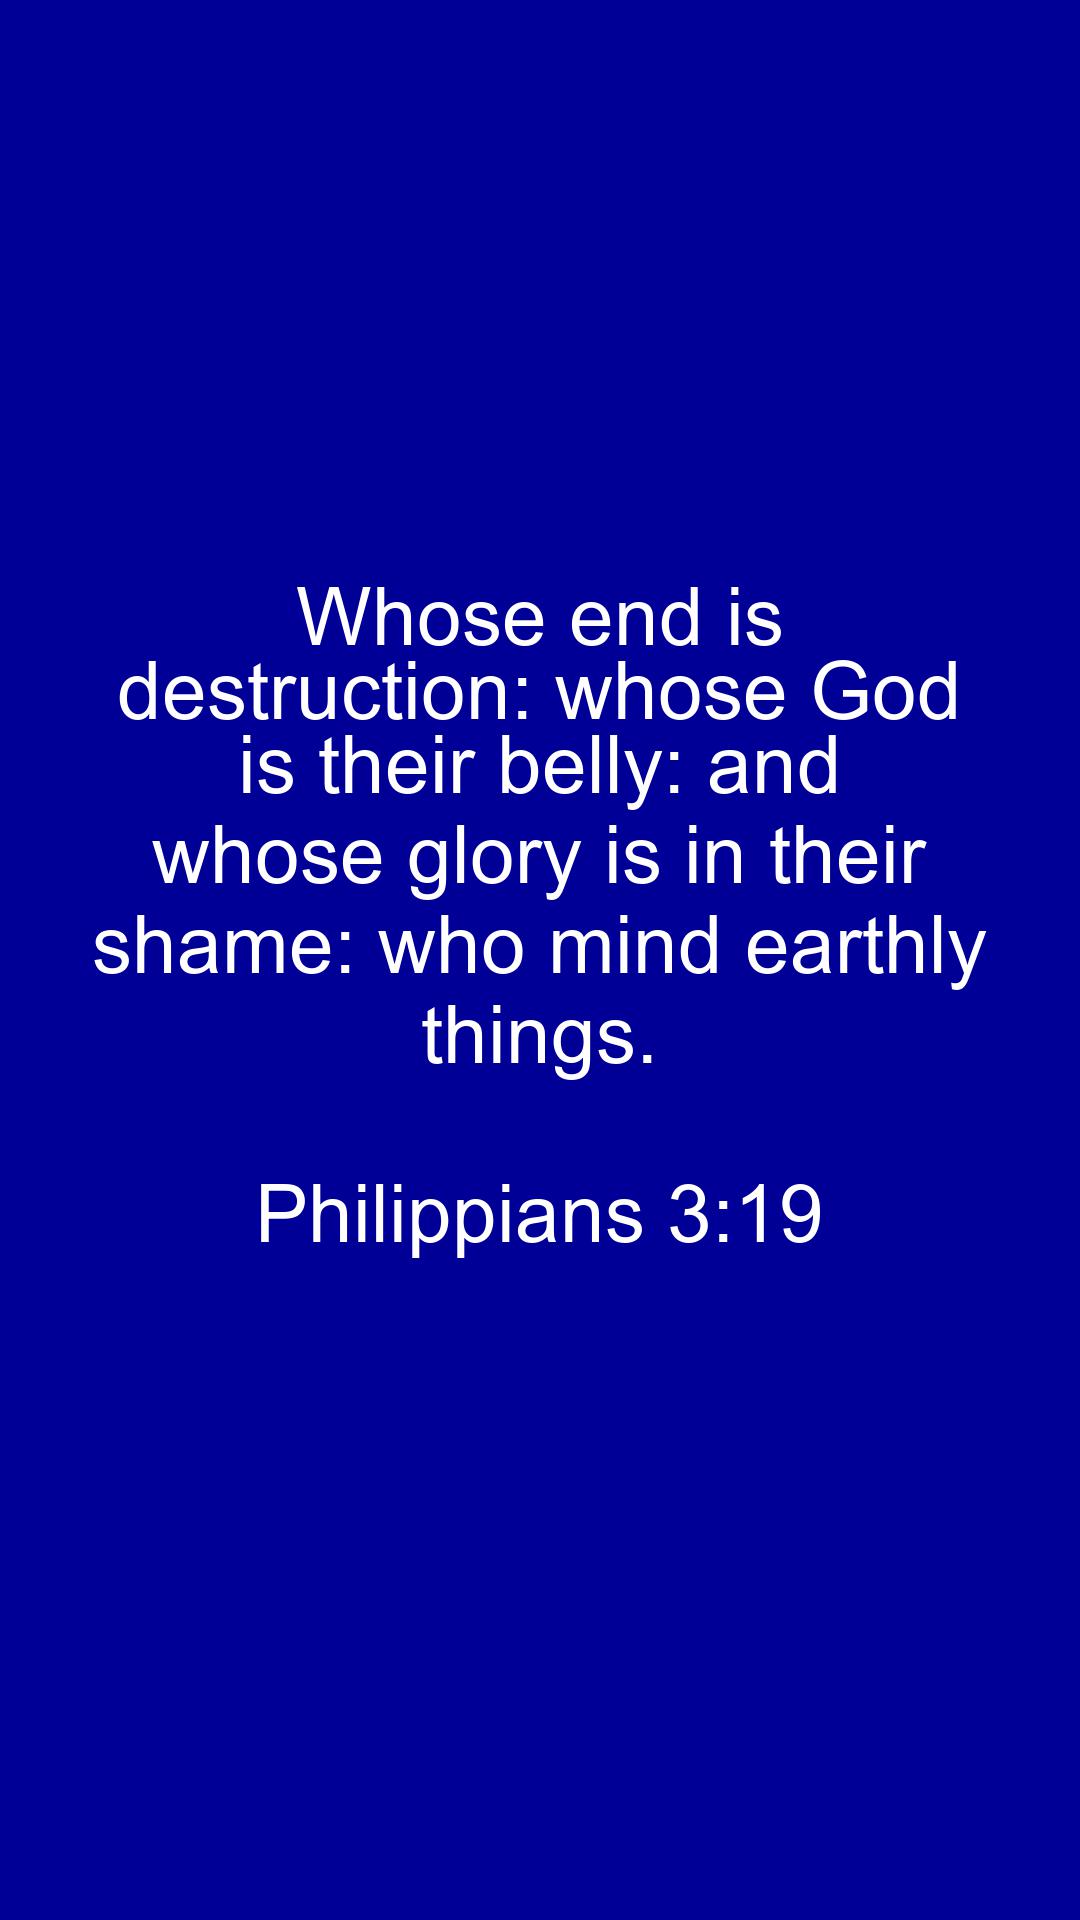 Whose end is
destruction: whose God
is their belly: and
whose glory is in their
shame: who mind earthly
things.
Philippians 3:19